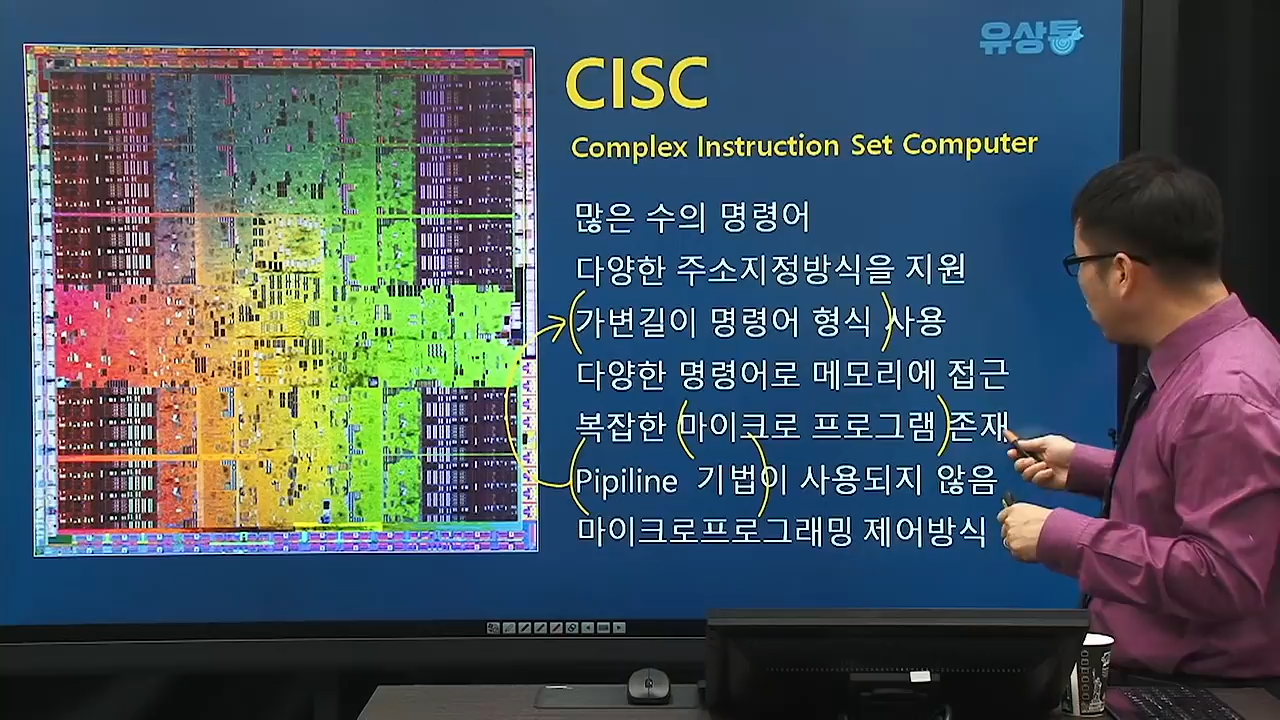 유상통
CISC
Complex Instruction Set Computer
많은 수의 명령어
다양한 주소지정방식을 지원
가변길이 명령어 형식 사용
다양한 명령어로 메모리에 접근
복잡한 마이크로 프로그램 존재
Pipiline 기법이 사용되지 않음
마이크로프로그래밍 제어방식